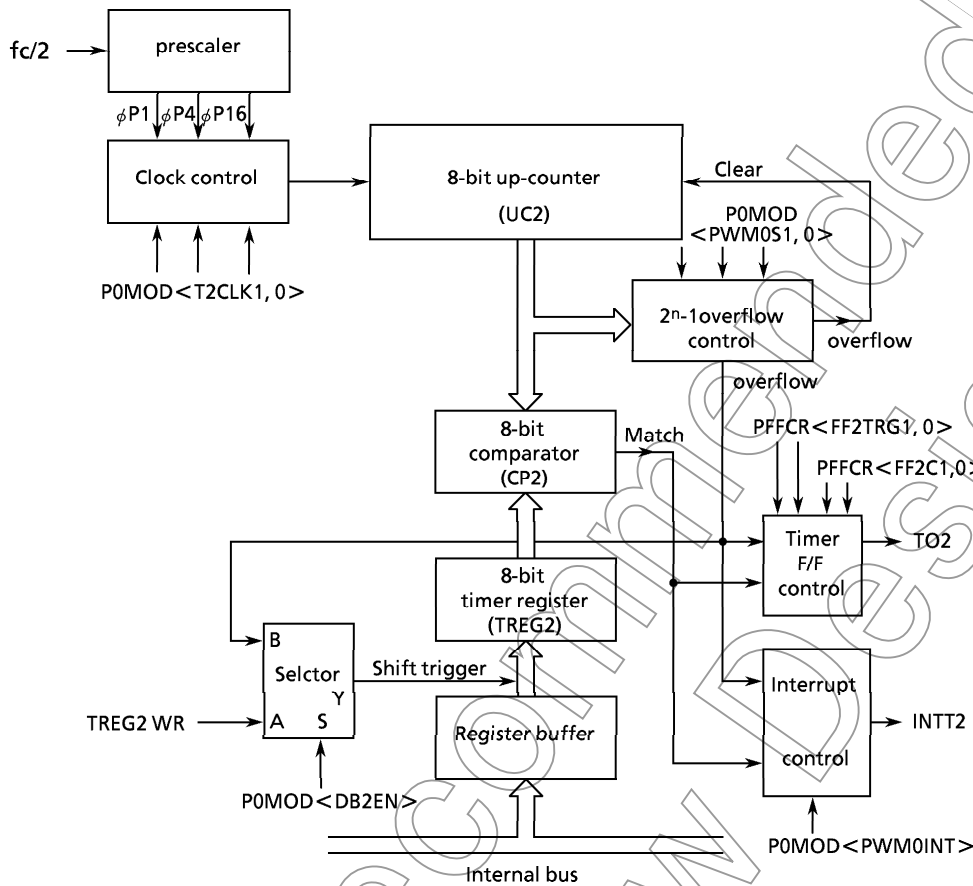 prescaler
fc/2
ϕP1 ϕP4 ϕP16
Clock control
P0MOD<T2CLK1, 0>
8-bit up-counter
(UC2)
Clear
P0MOD
<PWM0S1, 0>
2ⁿ-1overflow
control
overflow
overflow
8-bit
comparator
(CP2)
Match
PFFCR<FF2TRG1, 0>
PFFCR<FF2C1,0>
Timer
F/F
control
TO2
8-bit
timer register
(TREG2)
B
Selctor
Y
A S
TREG2 WR
Shift trigger
P0MOD<DB2EN>
Register buffer
Interrupt
control
INTT2
P0MOD<PWM0INT>
Internal bus